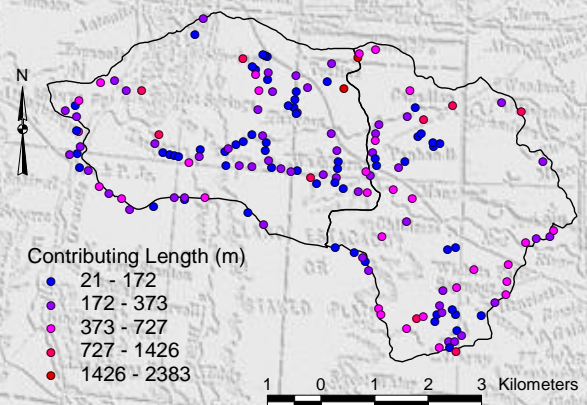 N
Contributing Length (m)
21 - 172
172 - 373
373 - 727
727 - 1426
1426 - 2383
1 0 1 2 3 Kilometers